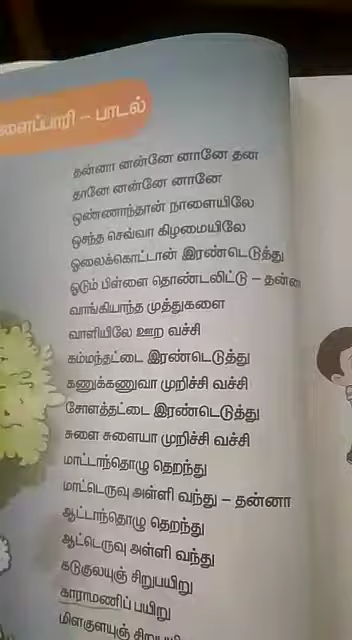 ளைப்பாரி – பாடல்
தன்னா னன்னே னானே தன
தானே னன்னே னானே
ஒண்ணாந்தான் நாளையிலே
ஒசந்த செவ்வா கிழமையிலே
ஓலைக்கொட்டான் இரண்டெடுத்து
ஓடும் பிள்ளை தொண்டலிட்டு – தன்னா
வாங்கியாந்த முத்துகளை
வாளியிலே ஊற வச்சி
கம்மந்தட்டை இரண்டெடுத்து
கணுக்கணுவா முறிச்சி வச்சி
சோளத்தட்டை இரண்டெடுத்து
சுளை சுளையா முறிச்சி வச்சி
மாட்டாந்தொழு தெறந்து
மாட்டெருவு அள்ளி வந்து – தன்னா
ஆட்டாந்தொழு தெறந்து
ஆட்டெருவு அள்ளி வந்து
கடுகுலயுஞ் சிறுபயிறு
காராமணிப் பயிறு
மிளகுளயுஞ்